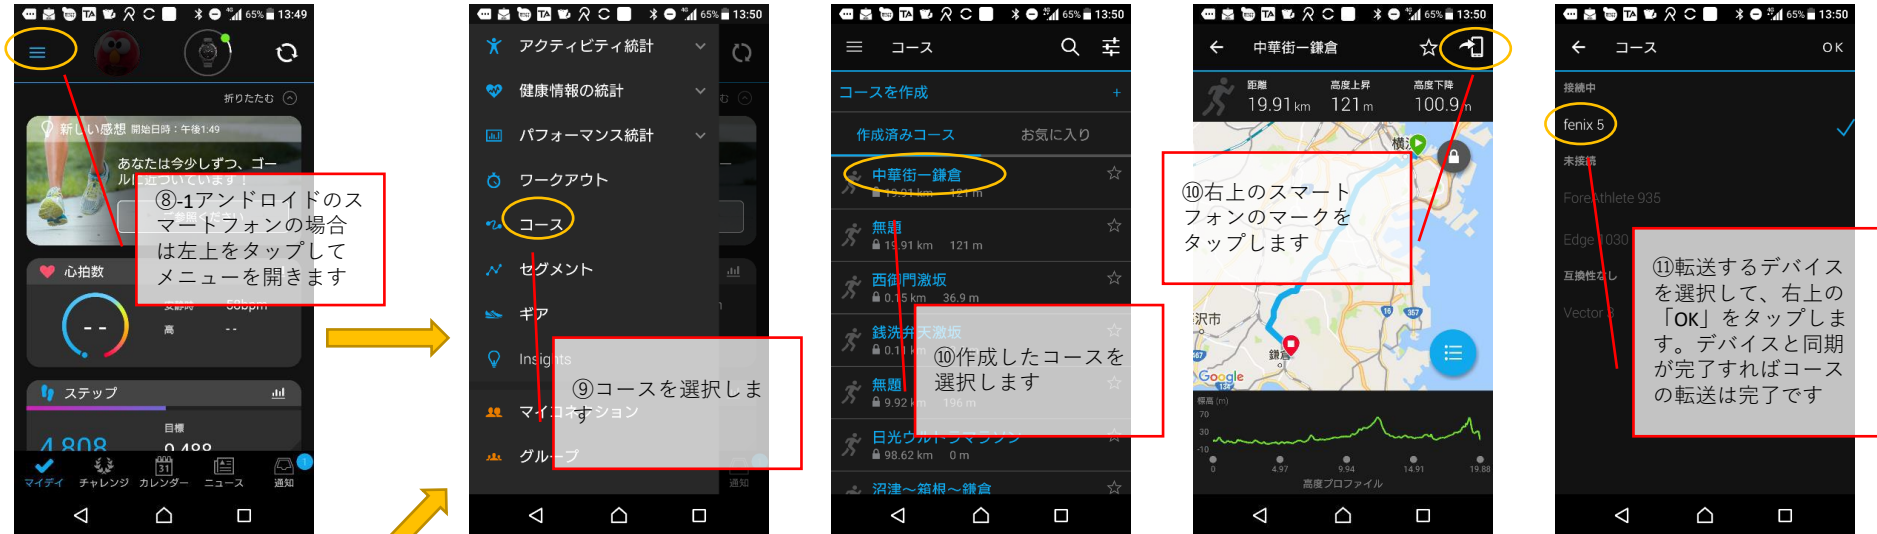 65% 13:49
折りたたむ
新しい感想 開始日時：午後1:49
あなたは今少しずつ、ゴー
ルに近づいています！
⑧-1アンドロイドのス
マートフォンの場合
は左上をタップして
メニューを開きます
心拍数
安静時 58bpm
高 --
--
ステップ
目標
4,808 9,488
マイデイ チャレンジ カレンダー ニュース 通知
31
1
65% 13:50
アクティビティ統計
健康情報の統計
パフォーマンス統計
ワークアウト
コース
セグメント
ギア
Insights
マイコネクション
グループ
通知
⑨コースを選択しま
す
65% 13:50
コース
コースを作成 +
作成済みコース お気に入り
中華街ー鎌倉
19.91 km 121 m
無題
19.91 km 121 m
西御門激坂
0.15 km 36.9 m
銭洗弁天激坂
無題
9.92 km 196 m
日光ウルトラマラソン
98.62 km 0 m
沼津～箱根～鎌倉
⑩作成したコースを
選択します
65% 13:50
中華街ー鎌倉
距離 高度上昇 高度下降
19.91 km 121 m 100.9 m
⑩右上のスマート
フォンのマークを
タップします
沢市
鎌倉
16 357
Google
標高 (m)
70
30
-10
0 4.97 9.94 14.91 19.88
高度プロファイル
65% 13:50
コース OK
接続中
fenix 5
未接続
ForeAthlete 935
Edge 1030
互換性なし
Vector 3
⑪転送するデバイス
を選択して、右上の
「OK」をタップしま
す。デバイスと同期
が完了すればコース
の転送は完了です